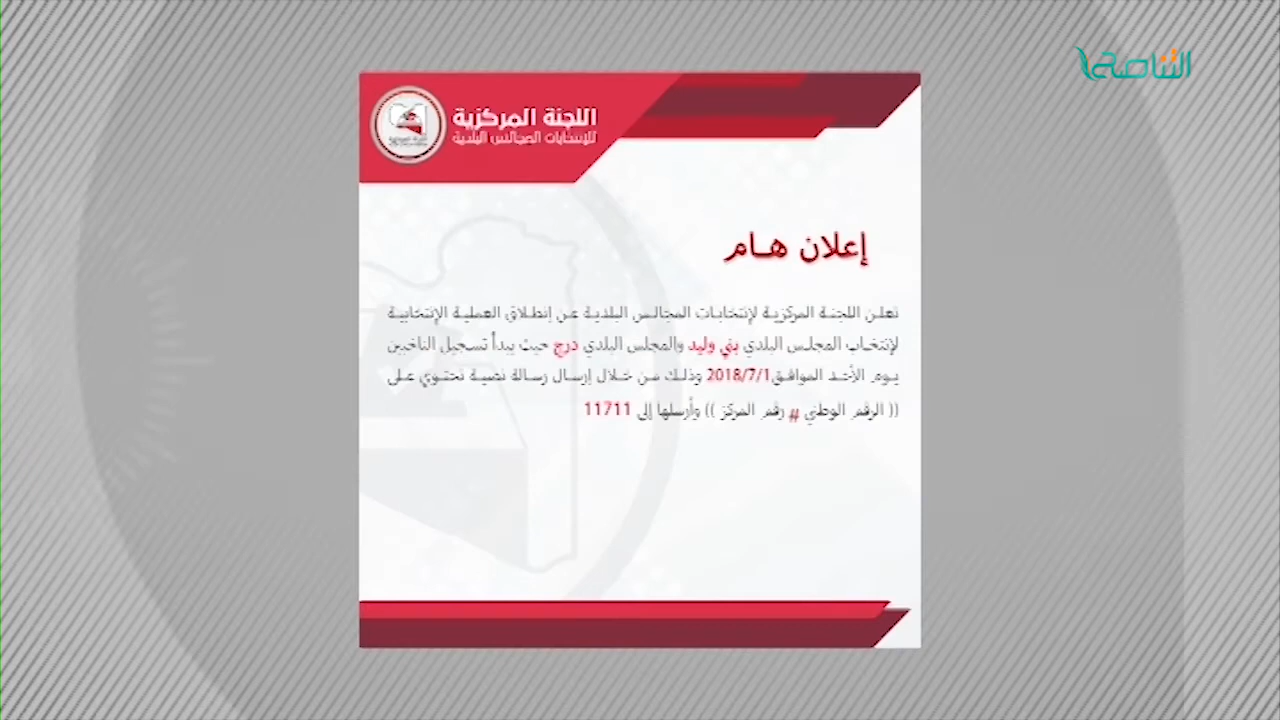 التناصح
اللجنة المركزية
لإنتخابات المجالس البلدية
إعلان هـام
تعلن اللجنة المركزية لإنتخابات المجالس البلدية عن إنطلاق العملية الإنتخابية
لإنتخاب المجلس البلدي بني وليد والمجلس البلدي درج حيث يبدأ تسجيل الناخبين
يوم الأحد الموافق2018/7/1 وذلك من خلال إرسال رسالة نصية تحتوي على
(( الرقم الوطني # رقم المركز )) وأرسلها إلى 11711